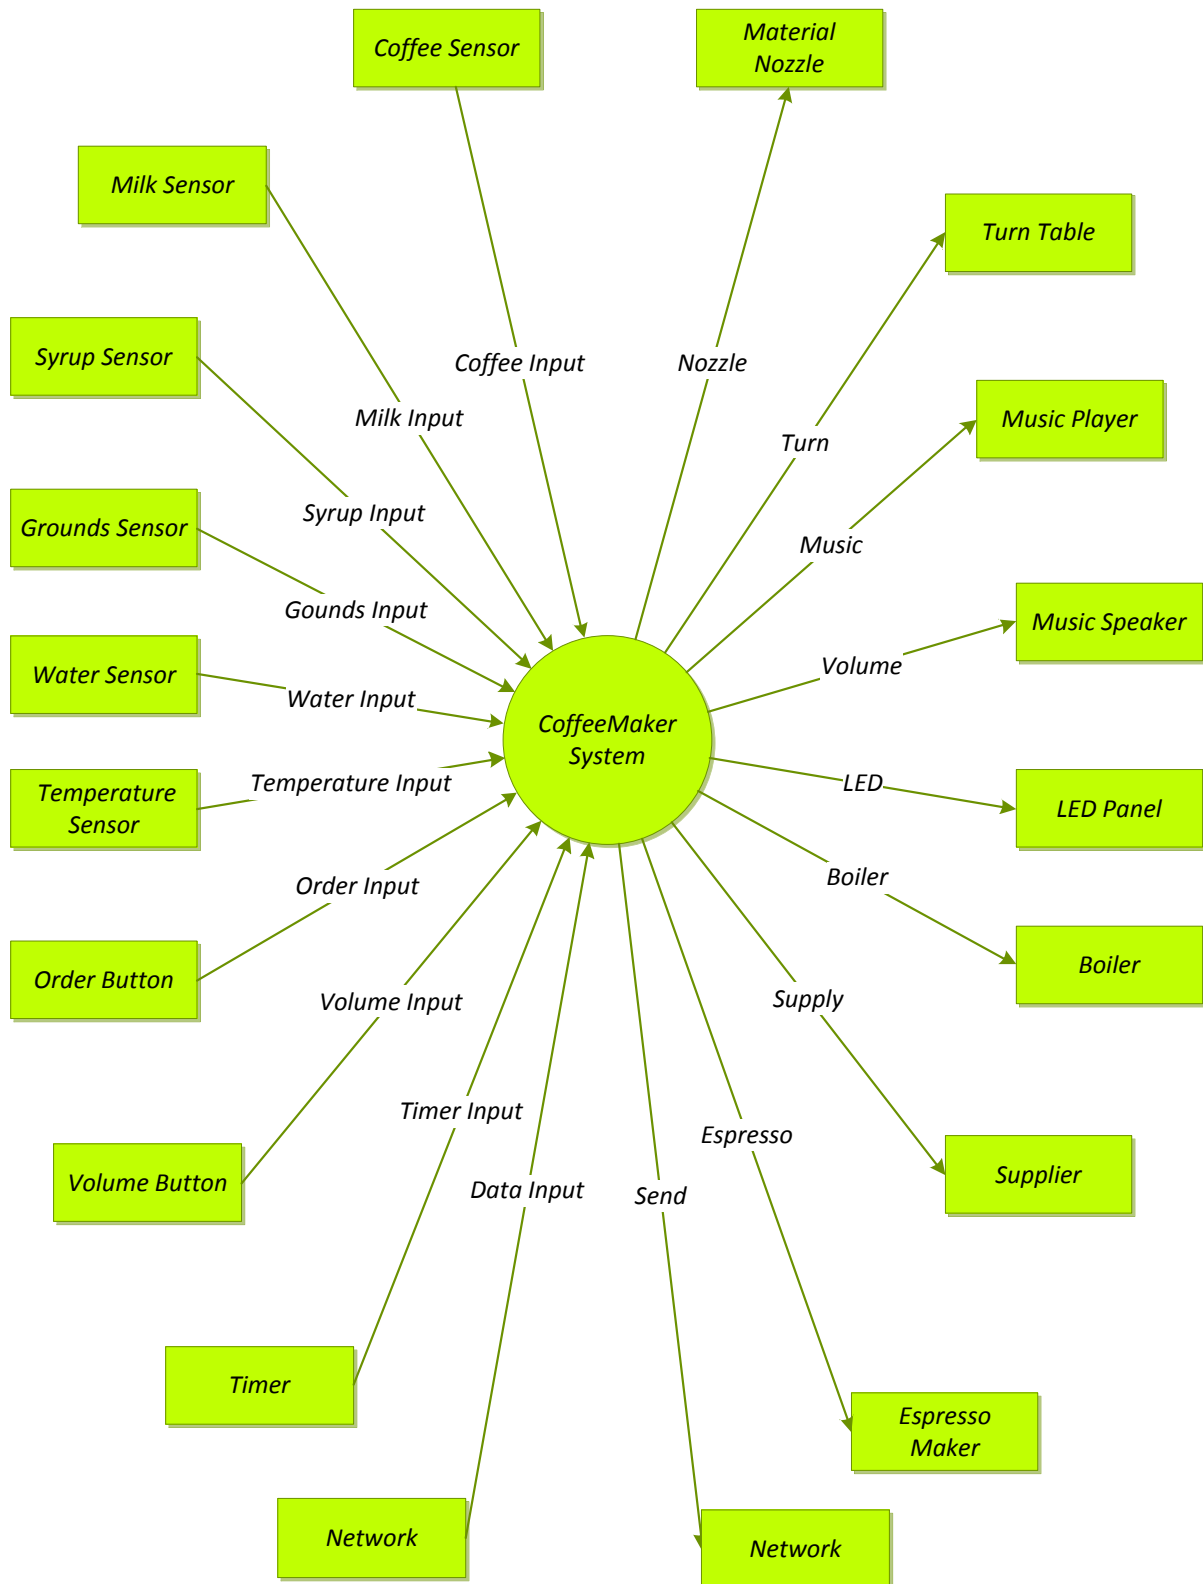 Coffee Sensor
Material
Nozzle
Milk Sensor
Turn Table
Syrup Sensor
Coffee Input
Nozzle
Music Player
Milk Input
Turn
Syrup Input
Grounds Sensor
Music
Gounds Input
Music Speaker
Water Sensor
Water Input
Volume
CoffeeMaker
System
Temperature
Sensor
Temperature Input
LED
LED Panel
Order Input
Boiler
Order Button
Boiler
Volume Input
Supply
Timer Input
Espresso
Volume Button
Data Input
Send
Supplier
Timer
Espresso
Maker
Network
Network